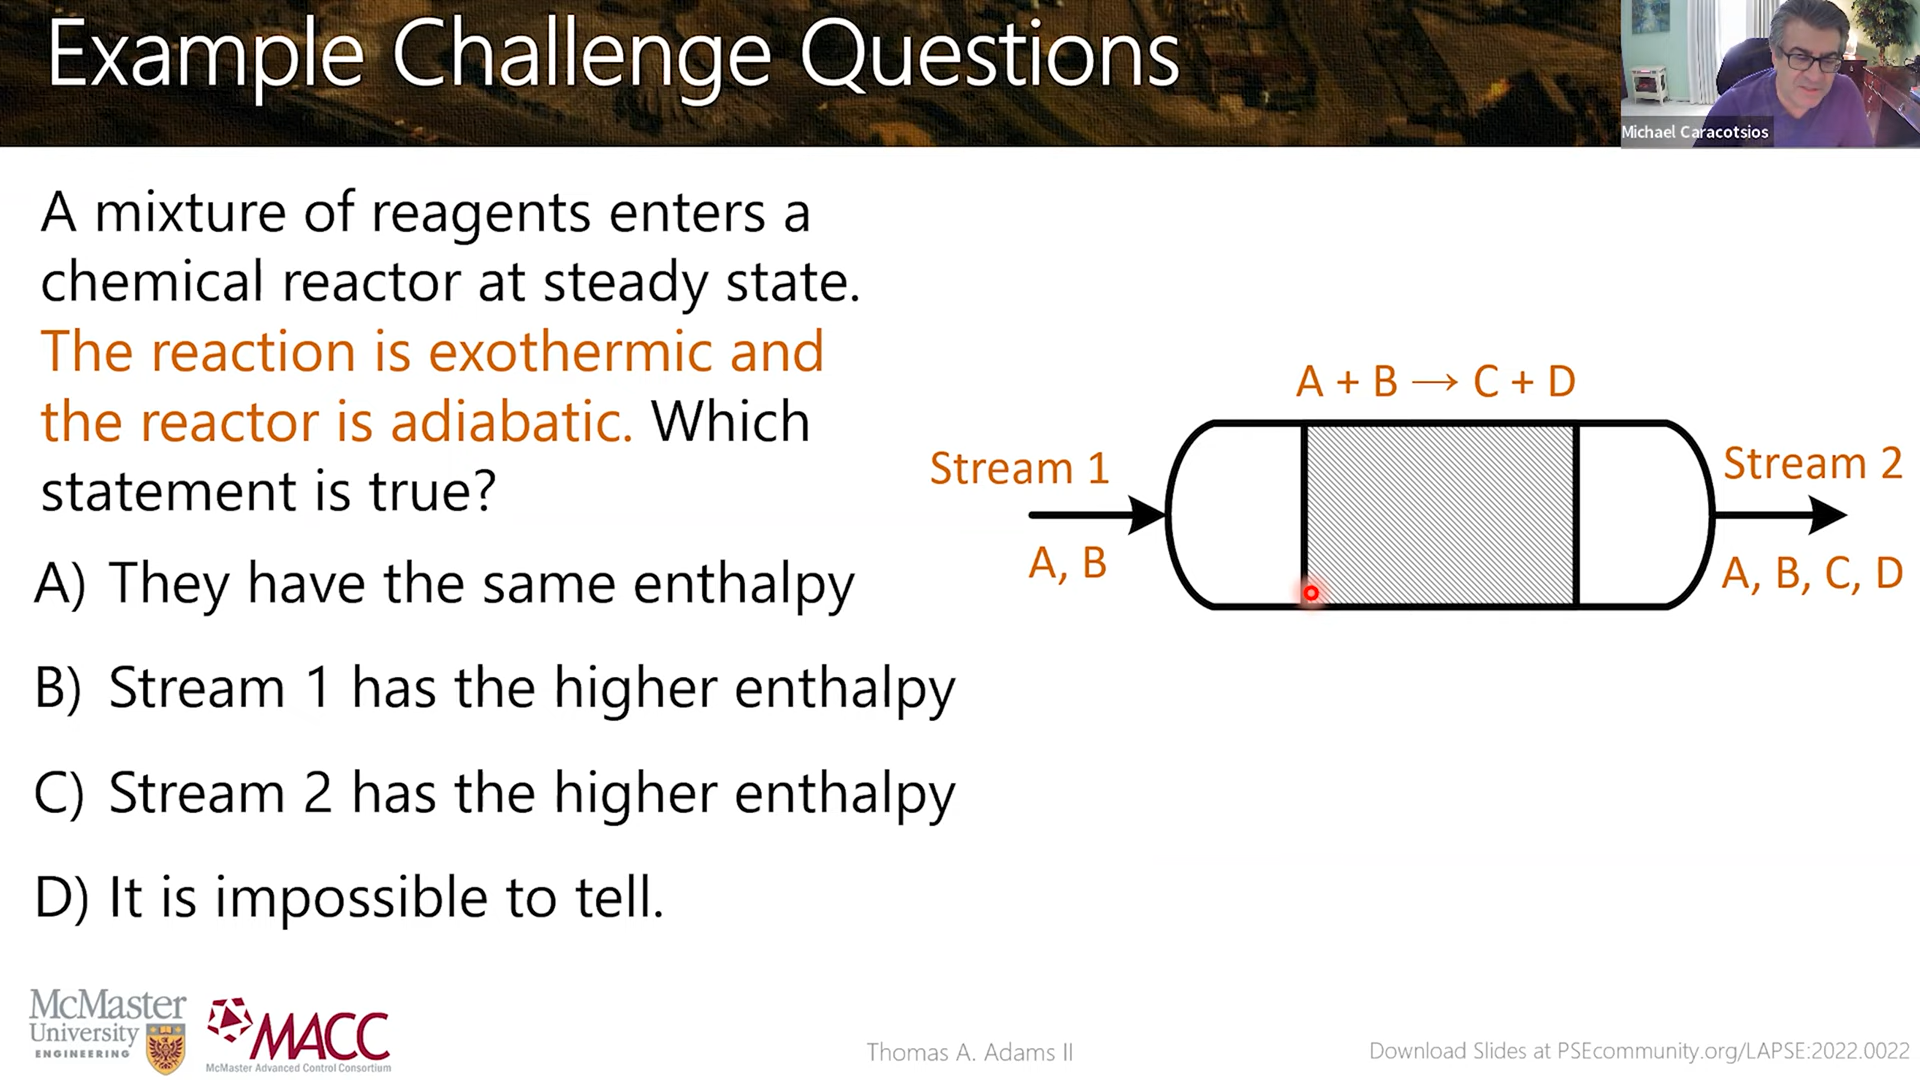 Example Challenge Questions
Michael Caracotsios
A mixture of reagents enters a
chemical reactor at steady state.
The reaction is exothermic and
the reactor is adiabatic. Which
statement is true?
A) They have the same enthalpy
B) Stream 1 has the higher enthalpy
C) Stream 2 has the higher enthalpy
D) It is impossible to tell.
A + B → C + D
Stream 1
A, B
Stream 2
A, B, C, D
McMaster
University
ENGINEERING
MACC
McMaster Advanced Control Consortium
Thomas A. Adams II
Download Slides at PSEcommunity.org/LAPSE:2022.0022